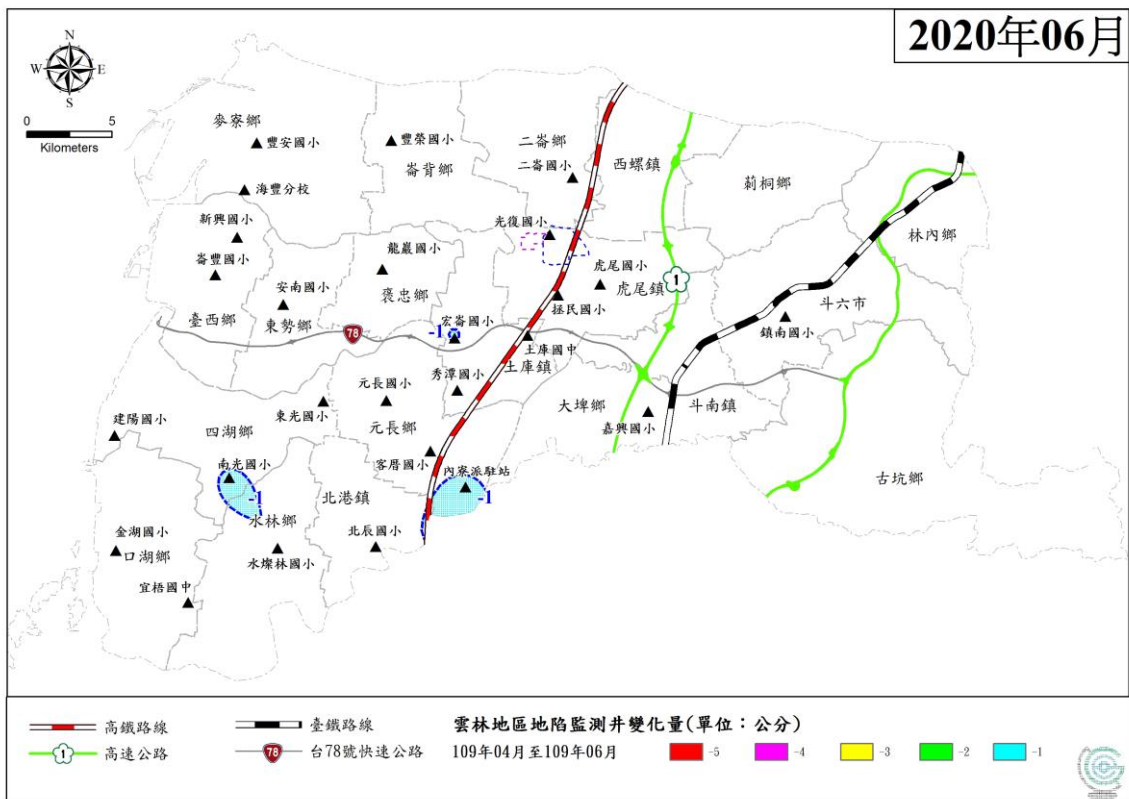 2020年06月
N
W
E
S
0
5
Kilometers
麥寮鄉
豐安國小
豐榮國小
崙背鄉
二崙鄉
二崙國小
西螺鎮
莿桐鄉
海豐分校
新興國小
光復國小
林內鄉
崙豐國小
龍巖國小
虎尾國小
虎尾鎮
1
安南國小
褒忠鄉
拯民國小
斗六市
臺西鄉
東勢鄉
78
-1
宏崙國小
鎮南國小
土庫國中
土庫鎮
元長國小
秀潭國小
大埤鄉
斗南鎮
建陽國小
東光國小
嘉興國小
四湖鄉
元長鄉
客厝國小
南光國小
內寮派駐站
古坑鄉
-1
北港鎮
-1
水林鄉
金湖國小
北辰國小
口湖鄉
水燦林國小
宜梧國中
高鐵路線
臺鐵路線
雲林地區地陷監測井變化量(單位：公分)
1
高速公路
78
台78號快速公路
109年04月至109年06月
-5
-4
-3
-2
-1